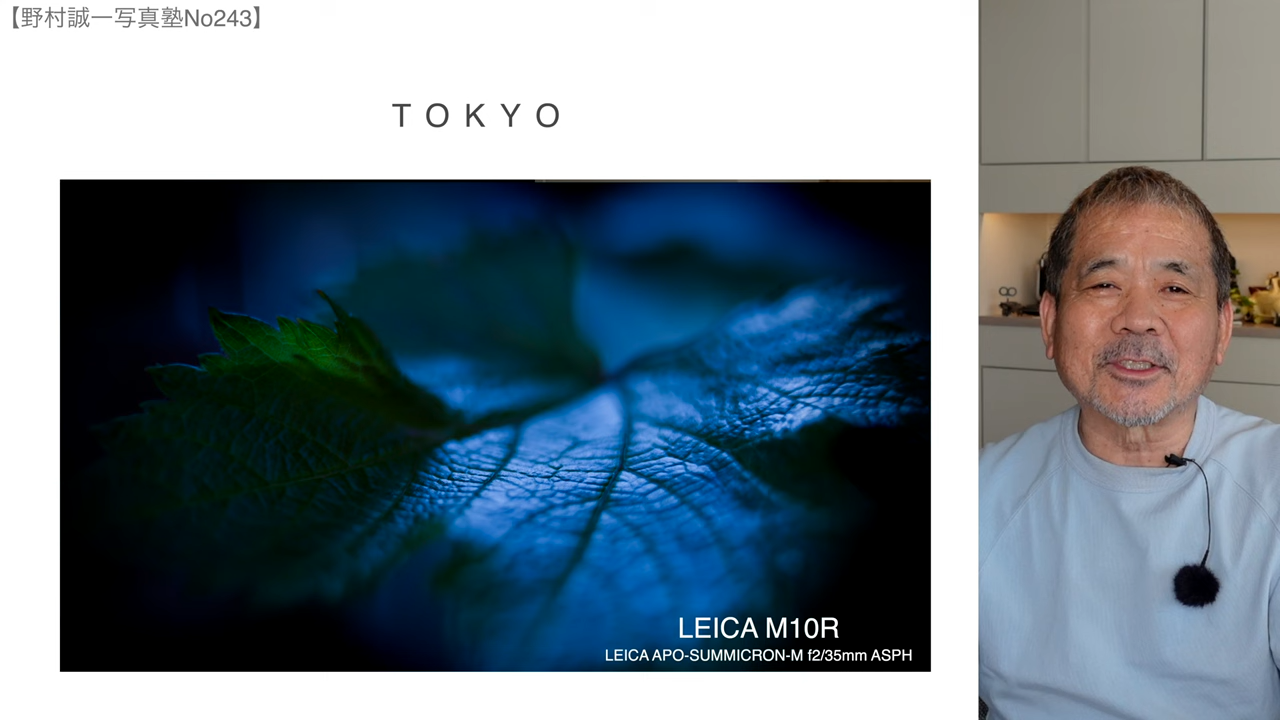 【野村誠一写真塾No243】
TOKYO
LEICA M10R
LEICA APO-SUMMICRON-M f2/35mm ASPH